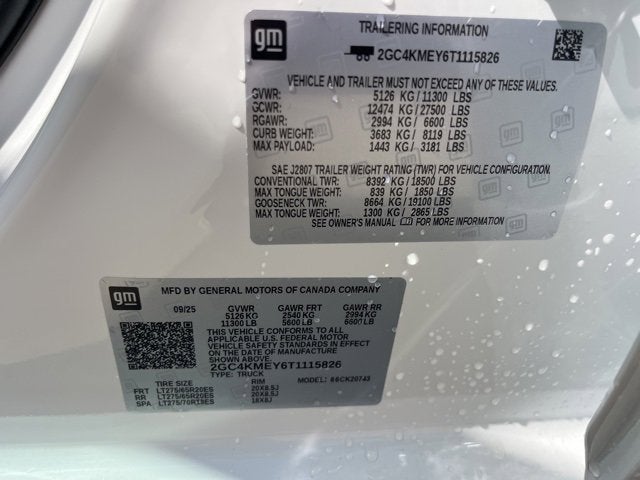 gm
TRAILERING INFORMATION
2GC4KMEY6T1115826
VEHICLE AND TRAILER MUST NOT EXCEED ANY OF THESE VALUES.
GVWR: 5126 KG / 11300 LBS
GCWR: 12474 KG / 27500 LBS
RGAWR: 2994 KG / 6600 LBS
CURB WEIGHT: 3683 KG / 8119 LBS
MAX PAYLOAD: 1443 KG / 3181 LBS
SAE J2807 TRAILER WEIGHT RATING (TWR) FOR VEHICLE CONFIGURATION.
CONVENTIONAL TWR: 8392 KG / 18500 LBS
MAX TONGUE WEIGHT: 839 KG / 1850 LBS
GOOSENECK TWR: 8664 KG / 19100 LBS
MAX TONGUE WEIGHT: 1300 KG / 2865 LBS
SEE OWNER'S MANUAL FOR MORE INFORMATION
gm
MFD BY GENERAL MOTORS OF CANADA COMPANY
09/25 GVWR GAWR FRT GAWR RR
5126 KG 2540 KG 2994 KG
11300 LB 5600 LB 6600 LB
THIS VEHICLE CONFORMS TO ALL
APPLICABLE U.S. FEDERAL MOTOR
VEHICLE SAFETY STANDARDS IN EFFECT
ON THE DATE OF MANUFACTURE
SHOWN ABOVE.
2GC4KMEY6T1115826
TYPE: TRUCK MODEL: 86CK20743
TIRE SIZE RIM
FRT LT275/65R20ES 20X8.5J
RR LT275/65R20ES 20X8.5J
SPA LT275/70R18ES 18X8J